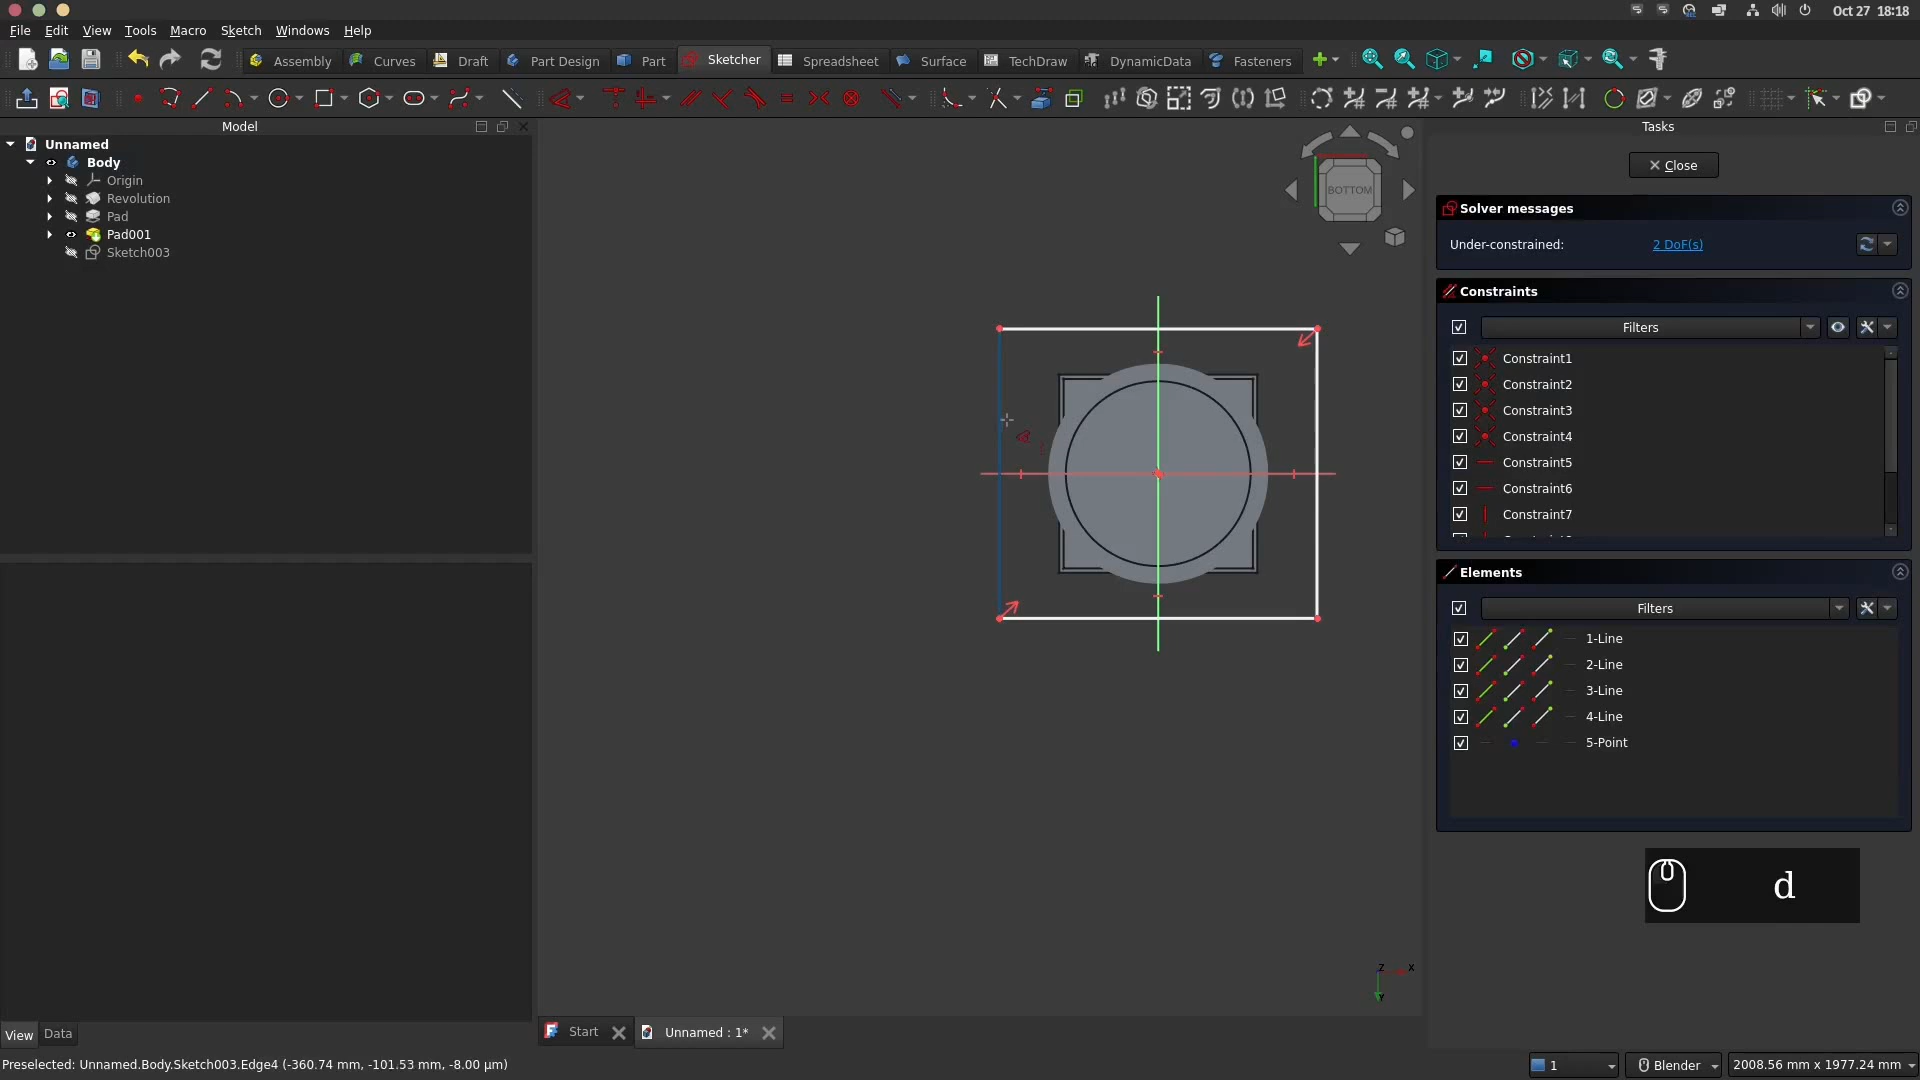 Oct 27 18:18
File Edit View Tools Macro Sketch Windows Help
Assembly Curves Draft Part Design Part Sketcher Spreadsheet Surface TechDraw DynamicData Fasteners
Model
Tasks
Unnamed
Body
Origin
Revolution
Pad
Pad001
Sketch003
BOTTOM
Close
Solver messages
Under-constrained: 2 DoF(s)
Constraints
Filters
Constraint1
Constraint2
Constraint3
Constraint4
Constraint5
Constraint6
Constraint7
Elements
Filters
1-Line
2-Line
3-Line
4-Line
5-Point
d
Z X
Y
View Data
Start Unnamed : 1*
Preselected: Unnamed.Body.Sketch003.Edge4 (-360.74 mm, -101.53 mm, -8.00 µm)
1 Blender 2008.56 mm x 1977.24 mm